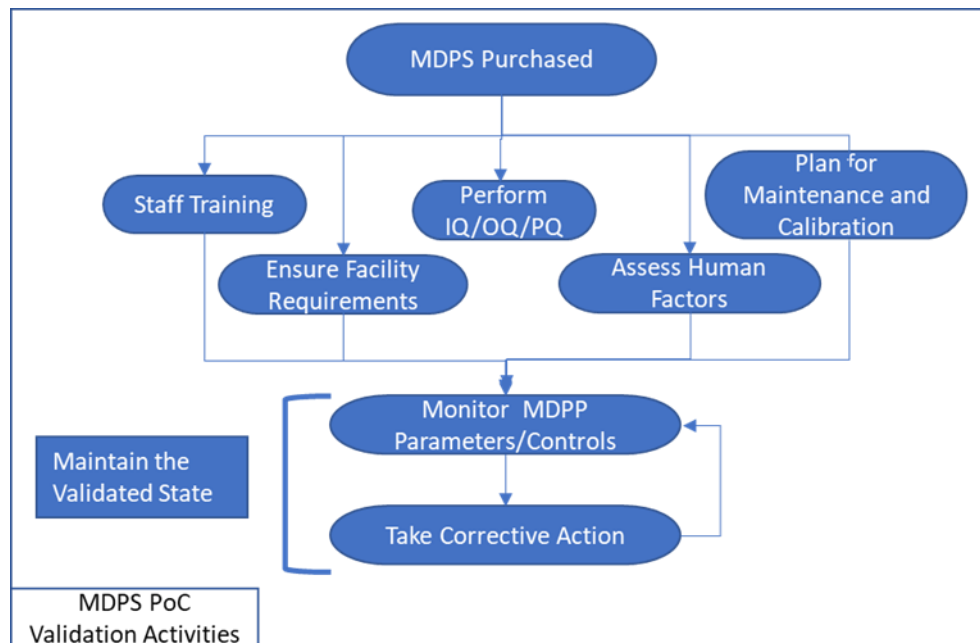 MDPS Purchased
Staff Training
Perform
IQ/OQ/PQ
Plan for
Maintenance and
Calibration
Ensure Facility
Requirements
Assess Human
Factors
Monitor MDPP
Parameters/Controls
Maintain the
Validated State
Take Corrective Action
MDPS PoC
Validation Activities